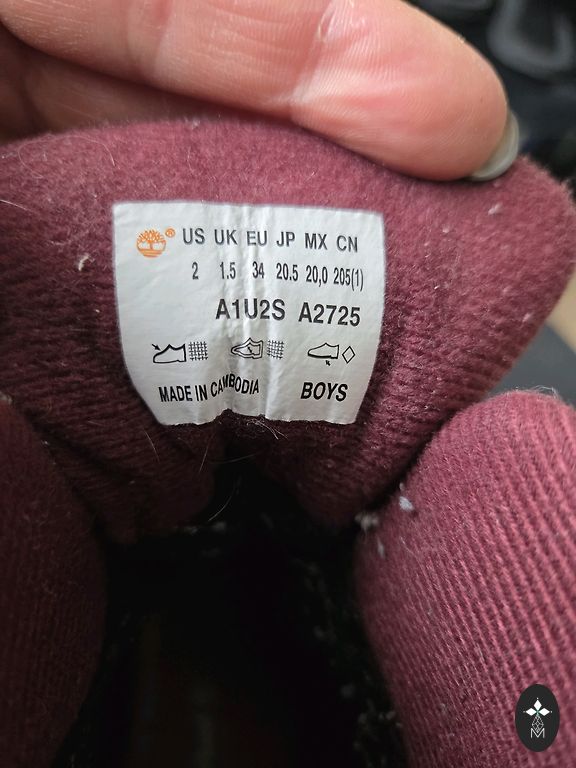 ® US UK EU JP MX CN
2 1.5 34 20.5 20,0 205(1)
A1U2S A2725
MADE IN CAMBODIA BOYS
M